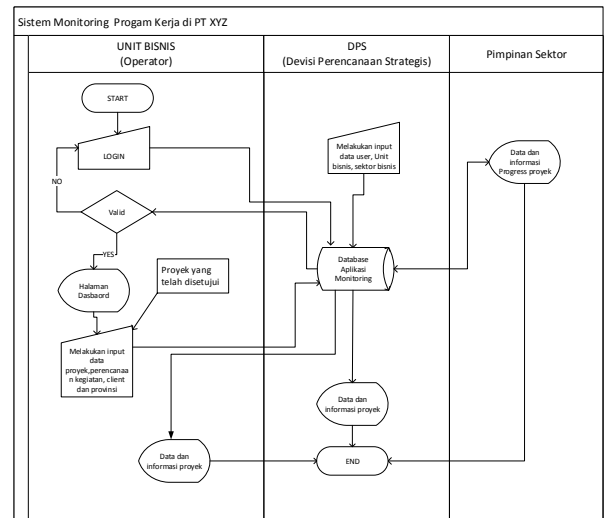 Sistem Monitoring Progam Kerja di PT XYZ
UNIT BISNIS
(Operator)
DPS
(Devisi Perencanaan Strategis)
Pimpinan Sektor
START
LOGIN
Melakukan input
data user, Unit
bisnis, sektor bisnis
Data dan
informasi
Progress proyek
NO
Valid
YES
Database
Aplikasi
Monitoring
Halaman
Dasbaord
Proyek yang
telah disetujui
Melakukan input
data
proyek,perencanaa
n kegiatan, client
dan provinsi
Data dan
informasi proyek
Data dan
informasi proyek
END